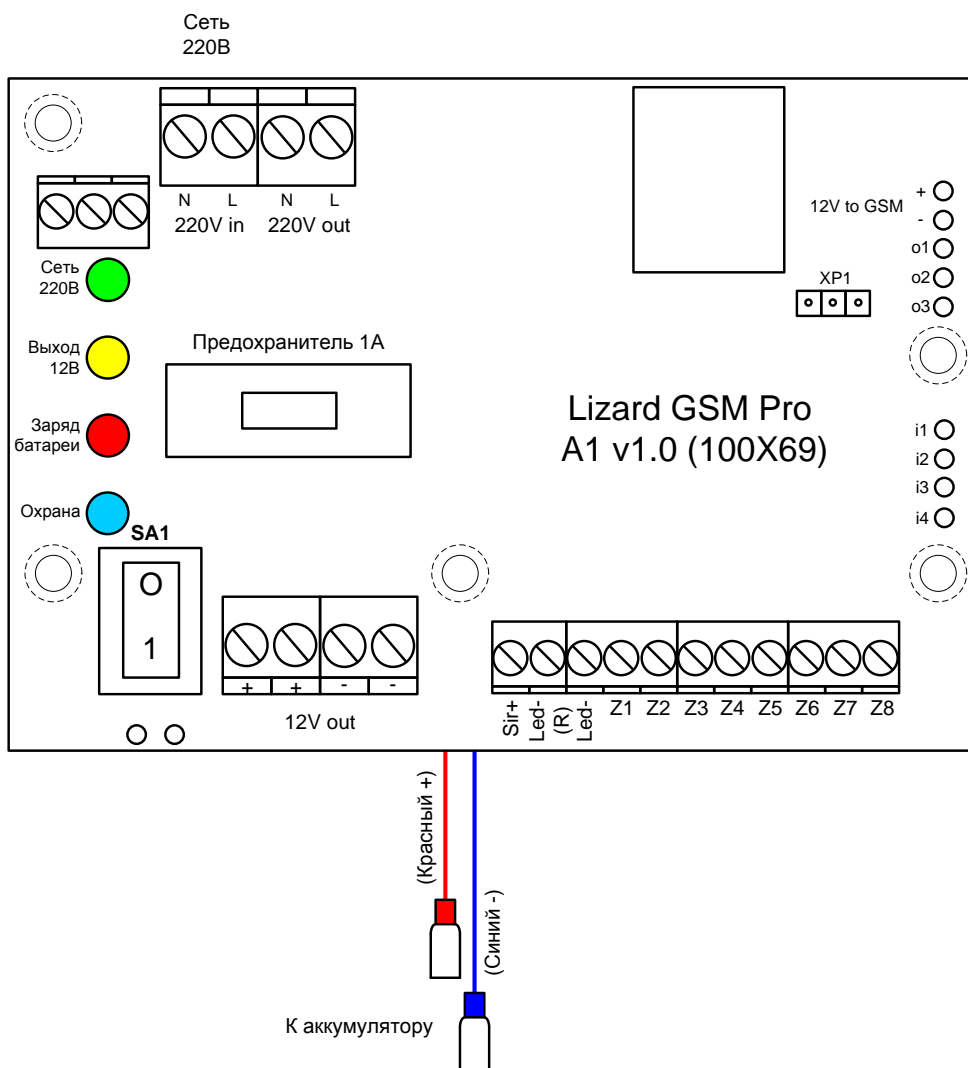 Сеть
220В
N L N L
220V in 220V out
12V to GSM
+
-
o1
o2
o3
Сеть
220В
XP1
Выход
12В
Предохранитель 1А
Заряд
батареи
Lizard GSM Pro
A1 v1.0 (100X69)
i1
i2
i3
i4
Охрана
SA1
O
1
+ + - -
12V out
Sir+
Led-
(R)
Led-
Z1 Z2 Z3 Z4 Z5 Z6 Z7 Z8
(Красный +)
(Синий -)
К аккумулятору